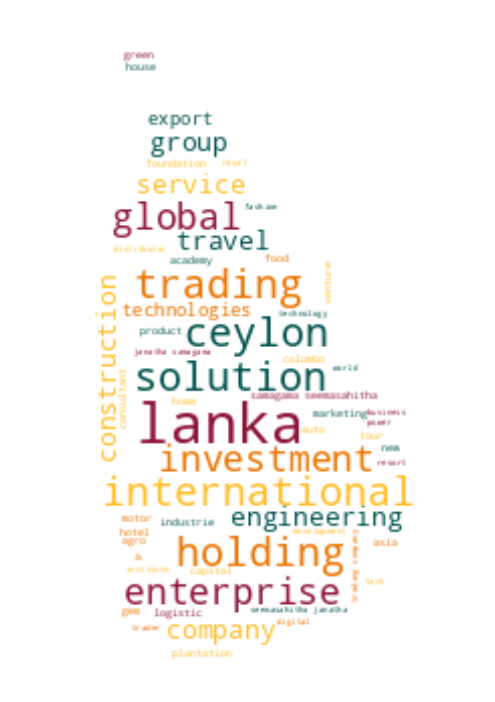 green
house
export
group
foundation royal
service
global fashion
travel
distributor
academy food
trading venture
technologies technology
product ceylon
janatha samagama
colombo
construction
solution world
consultant
samagama seemasahitha
home
lanka marketing business
power
auto
tour
investment new
resort
international
motor industrie engineering
hotel development
agro asia
holding trading company
lk
capital
enterprise tech
gem logistic seemasahitha janatha
digital
trader company
plantation